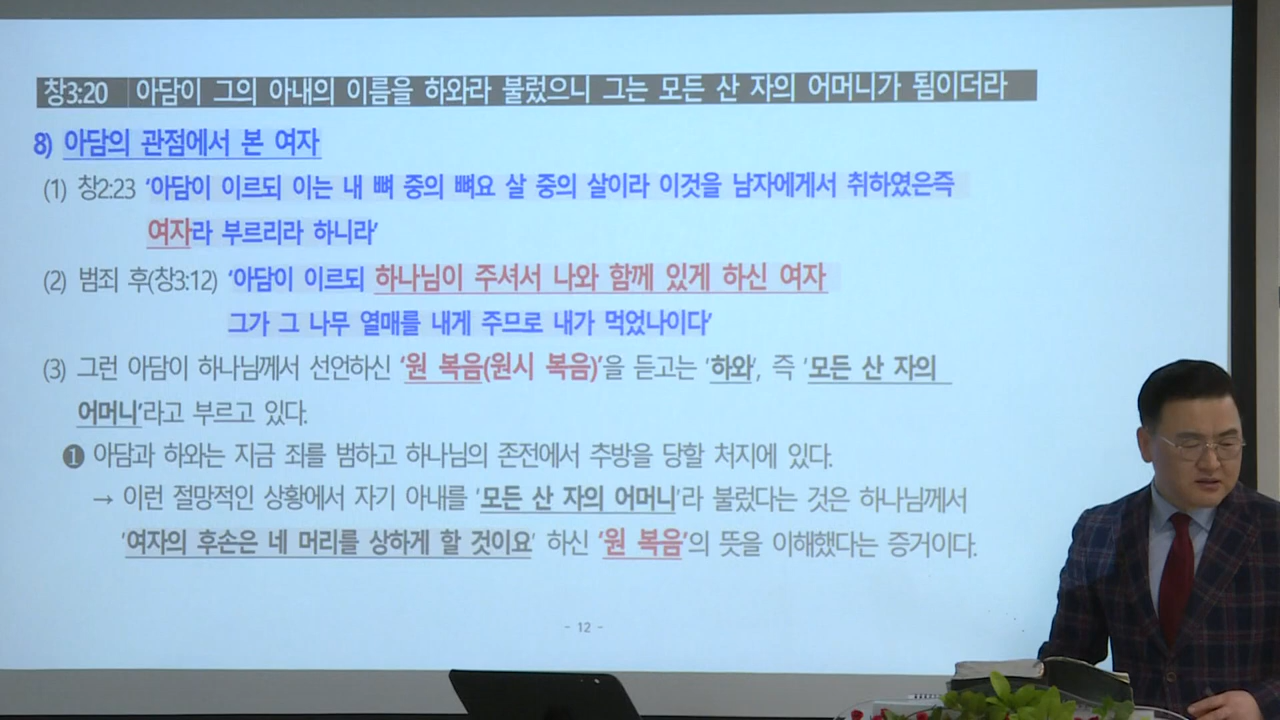 창3:20 아담이 그의 아내의 이름을 하와라 불렀으니 그는 모든 산 자의 어머니가 됨이더라
8) 아담의 관점에서 본 여자
(1) 창2:23 ‘아담이 이르되 이는 내 뼈 중의 뼈요 살 중의 살이라 이것을 남자에게서 취하였은즉
여자라 부르리라 하니라’
(2) 범죄 후(창3:12) ‘아담이 이르되 하나님이 주셔서 나와 함께 있게 하신 여자
그가 그 나무 열매를 내게 주므로 내가 먹었나이다’
(3) 그런 아담이 하나님께서 선언하신 ‘원 복음(원시 복음)’을 듣고는 ‘하와’, 즉 ‘모든 산 자의
어머니’라고 부르고 있다.
❶ 아담과 하와는 지금 죄를 범하고 하나님의 존전에서 추방을 당할 처지에 있다.
→ 이런 절망적인 상황에서 자기 아내를 ‘모든 산 자의 어머니’라 불렀다는 것은 하나님께서
‘여자의 후손은 네 머리를 상하게 할 것이요’ 하신 ‘원 복음’의 뜻을 이해했다는 증거이다.
- 12 -